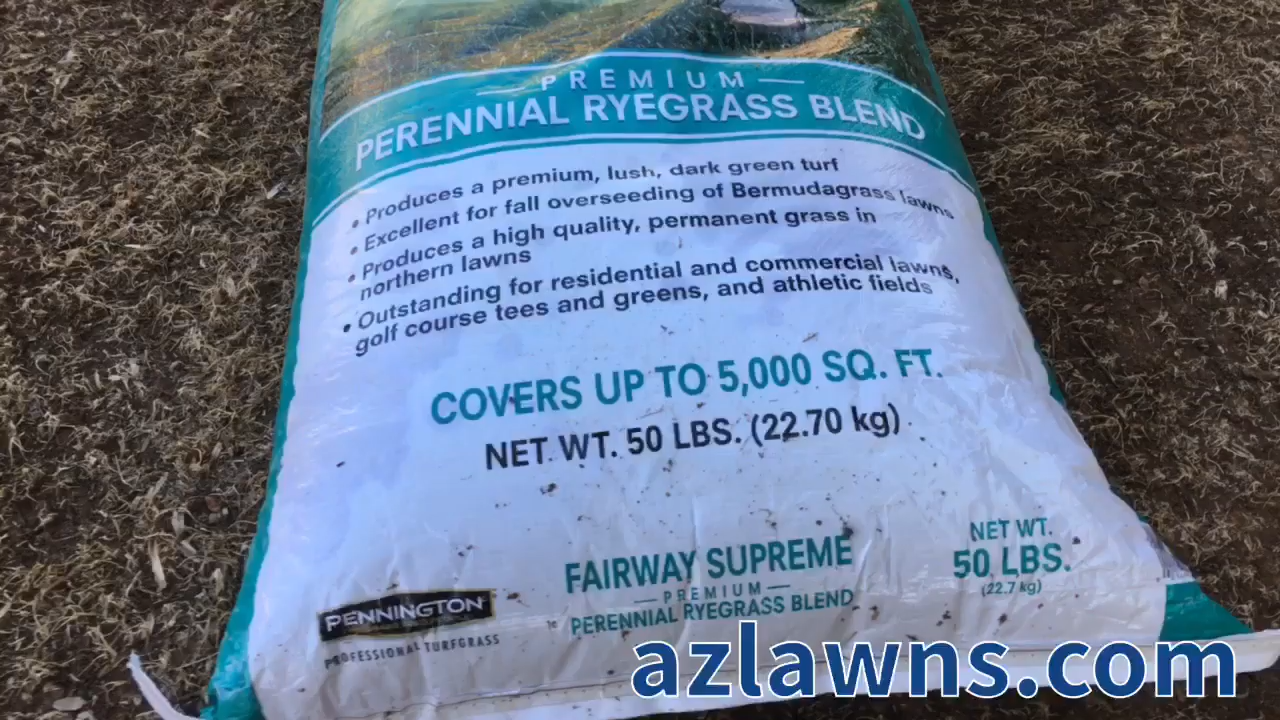 PREMIUM
PERENNIAL RYEGRASS BLEND
• Produces a premium, lush, dark green turf
• Excellent for fall overseeding of Bermudagrass lawns
• Produces a high quality, permanent grass in
northern lawns
• Outstanding for residential and commercial lawns,
golf course tees and greens, and athletic fields
COVERS UP TO 5,000 SQ. FT.
NET WT. 50 LBS. (22.70 kg)
FAIRWAY SUPREME
PREMIUM
PERENNIAL RYEGRASS BLEND
NET WT.
50 LBS.
(22.7 kg)
PENNINGTON
PROFESSIONAL TURFGRASS
azlawns.com